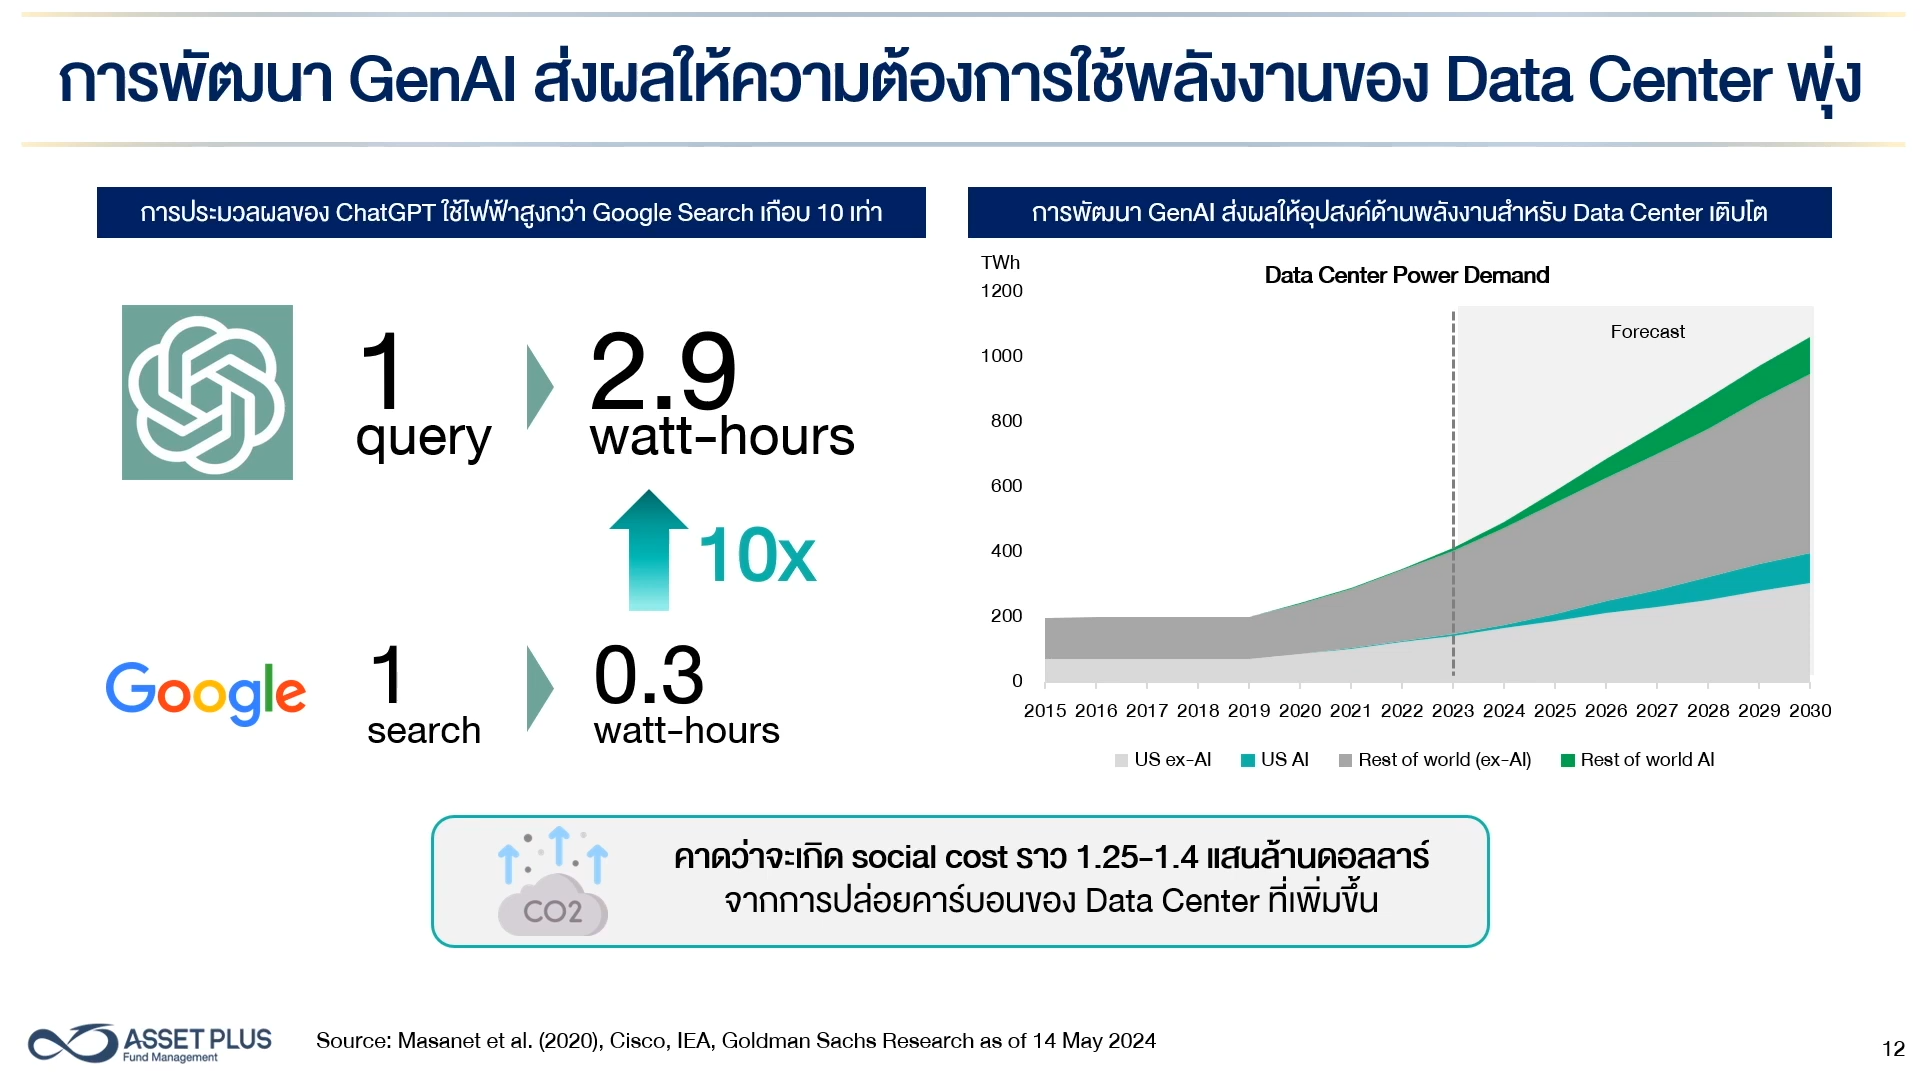 การพัฒนา GenAI ส่งผลให้ความต้องการใช้พลังงานของ Data Center พุ่ง
การประมวลผลของ ChatGPT ใช้ไฟฟ้าสูงกว่า Google Search เกือบ 10 เท่า
1
query
2.9
watt-hours
10x
Google
1
search
0.3
watt-hours
การพัฒนา GenAI ส่งผลให้อุปสงค์ด้านพลังงานสำหรับ Data Center เติบโต
TWh
Data Center Power Demand
Forecast
1200
1000
800
600
400
200
0
2015 2016 2017 2018 2019 2020 2021 2022 2023 2024 2025 2026 2027 2028 2029 2030
US ex-AI US AI Rest of world (ex-AI) Rest of world AI
CO2
คาดว่าจะเกิด social cost ราว 1.25-1.4 แสนล้านดอลลาร์
จากการปล่อยคาร์บอนของ Data Center ที่เพิ่มขึ้น
ASSET PLUS
Fund Management
Source: Masanet et al. (2020), Cisco, IEA, Goldman Sachs Research as of 14 May 2024
12